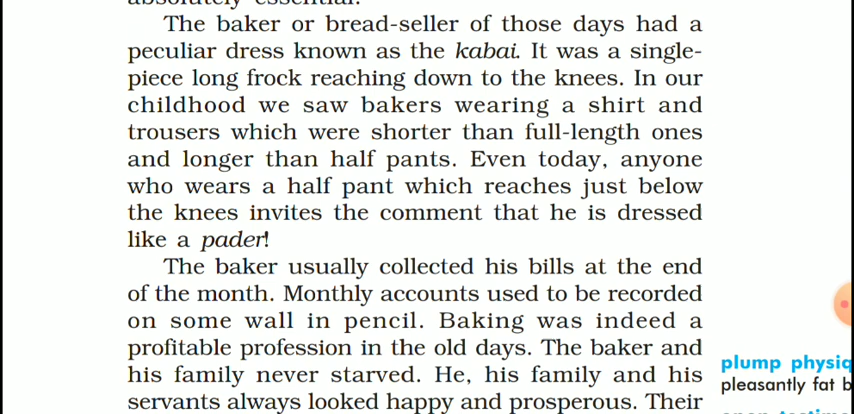 absolutely essential.
The baker or bread-seller of those days had a
peculiar dress known as the kabai. It was a single-
piece long frock reaching down to the knees. In our
childhood we saw bakers wearing a shirt and
trousers which were shorter than full-length ones
and longer than half pants. Even today, anyone
who wears a half pant which reaches just below
the knees invites the comment that he is dressed
like a pader!
The baker usually collected his bills at the end
of the month. Monthly accounts used to be recorded
on some wall in pencil. Baking was indeed a
profitable profession in the old days. The baker and
his family never starved. He, his family and his
servants always looked happy and prosperous. Their
plump physiq
pleasantly fat b